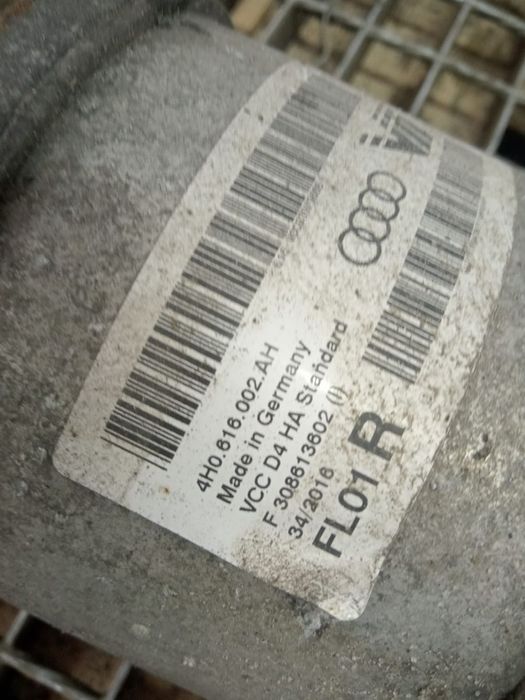 4H0.616.002.AH
Made in Germany
VCC D4 HA Standard
F 308613602 (I)
34/2016
FL01 R